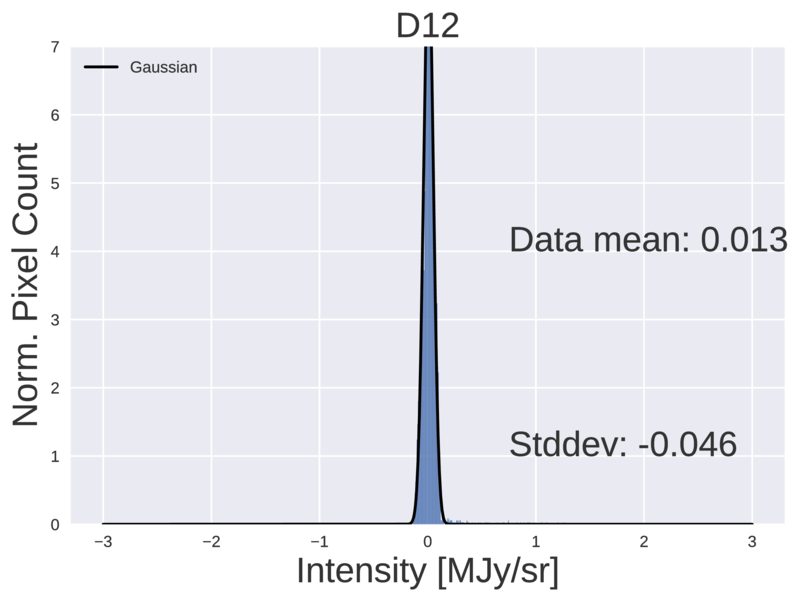 D12
7
Gaussian
6
5
Data mean: 0.013
4
3
2
Stddev: -0.046
1
0
Norm. Pixel Count
−3 −2 −1 0 1 2 3
Intensity [MJy/sr]